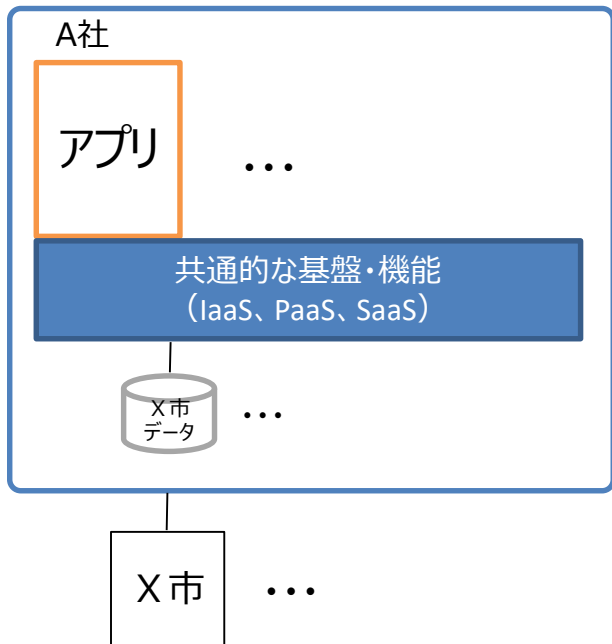 A社
アプリ
…
共通的な基盤・機能
（IaaS、PaaS、SaaS）
X市
データ
…
X市
…